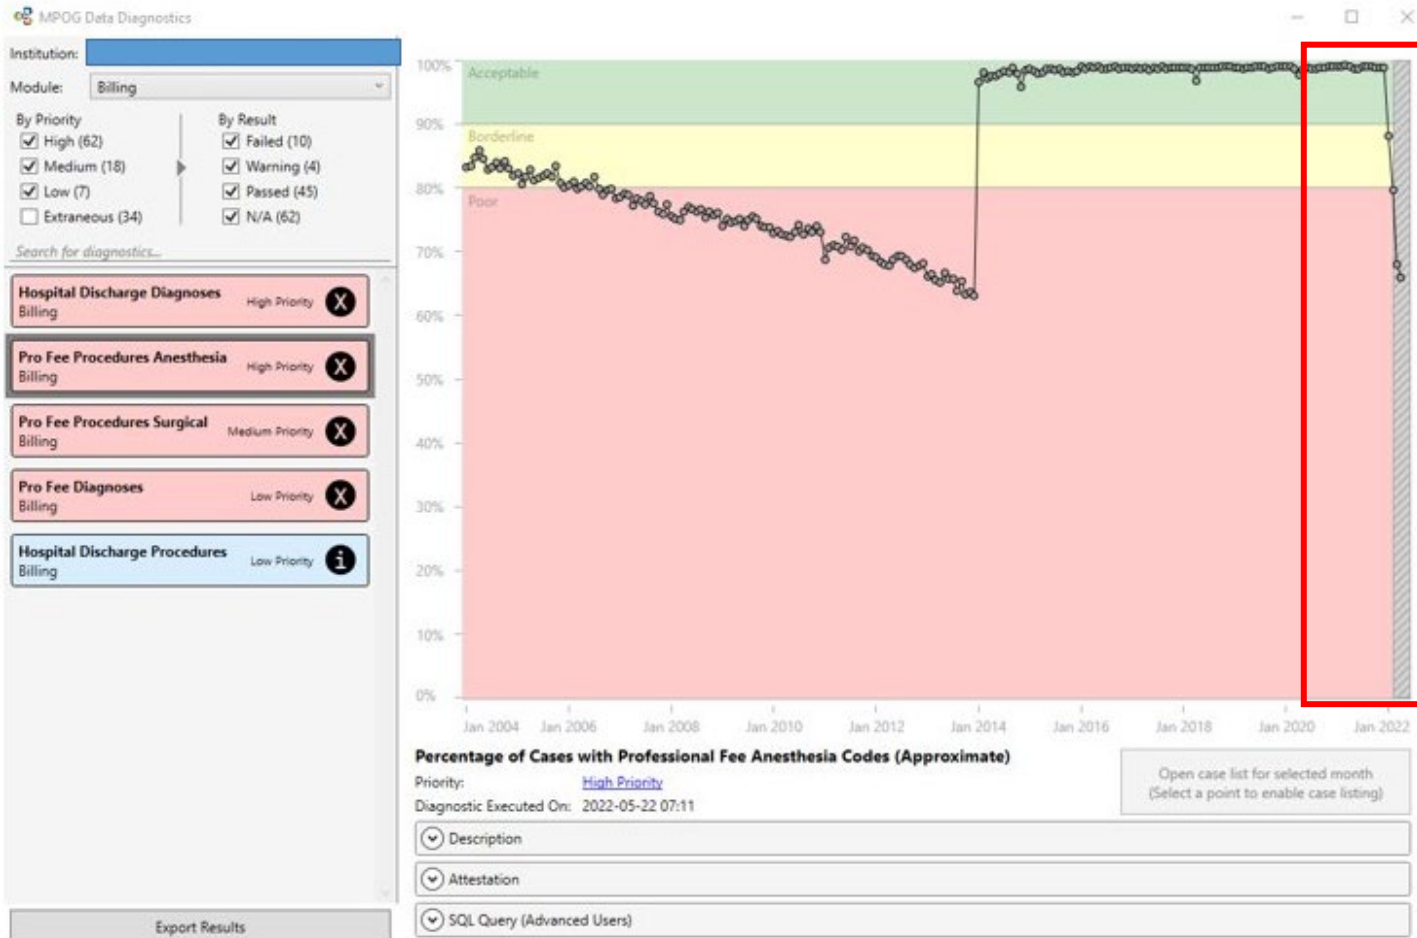 MPOG Data Diagnostics
Institution:
Module: Billing
By Priority
High (62)
Medium (18)
Low (7)
Extraneous (34)
By Result
Failed (10)
Warning (4)
Passed (45)
N/A (62)
Search for diagnostics...
Hospital Discharge Diagnoses
Billing
High Priority
X
Pro Fee Procedures Anesthesia
Billing
High Priority
X
Pro Fee Procedures Surgical
Billing
Medium Priority
X
Pro Fee Diagnoses
Billing
Low Priority
X
Hospital Discharge Procedures
Billing
Low Priority
i
Export Results
100%
90%
80%
70%
60%
50%
40%
30%
20%
10%
0%
Acceptable
Borderline
Poor
Jan 2004 Jan 2006 Jan 2008 Jan 2010 Jan 2012 Jan 2014 Jan 2016 Jan 2018 Jan 2020 Jan 2022
Percentage of Cases with Professional Fee Anesthesia Codes (Approximate)
Priority: High Priority
Diagnostic Executed On: 2022-05-22 07:11
Open case list for selected month
(Select a point to enable case listing)
Description
Attestation
SQL Query (Advanced Users)